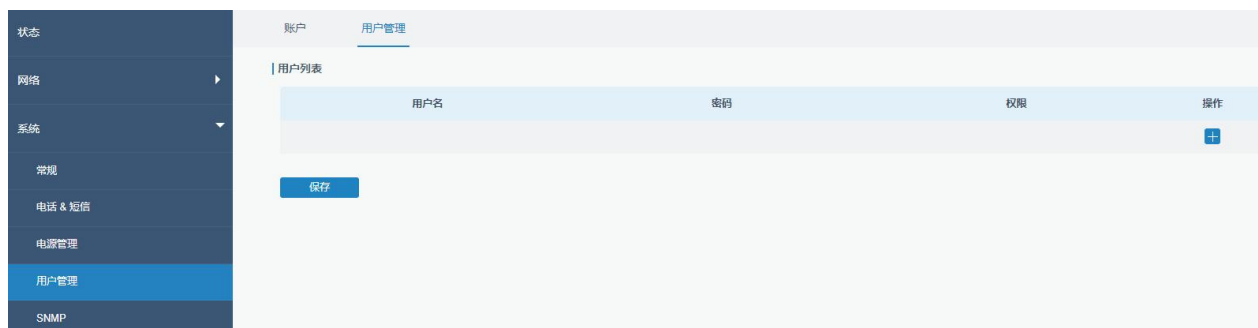 状态
网络
系统
常规
电话 & 短信
电源管理
用户管理
SNMP
账户 用户管理
用户列表
用户名 密码 权限 操作
保存